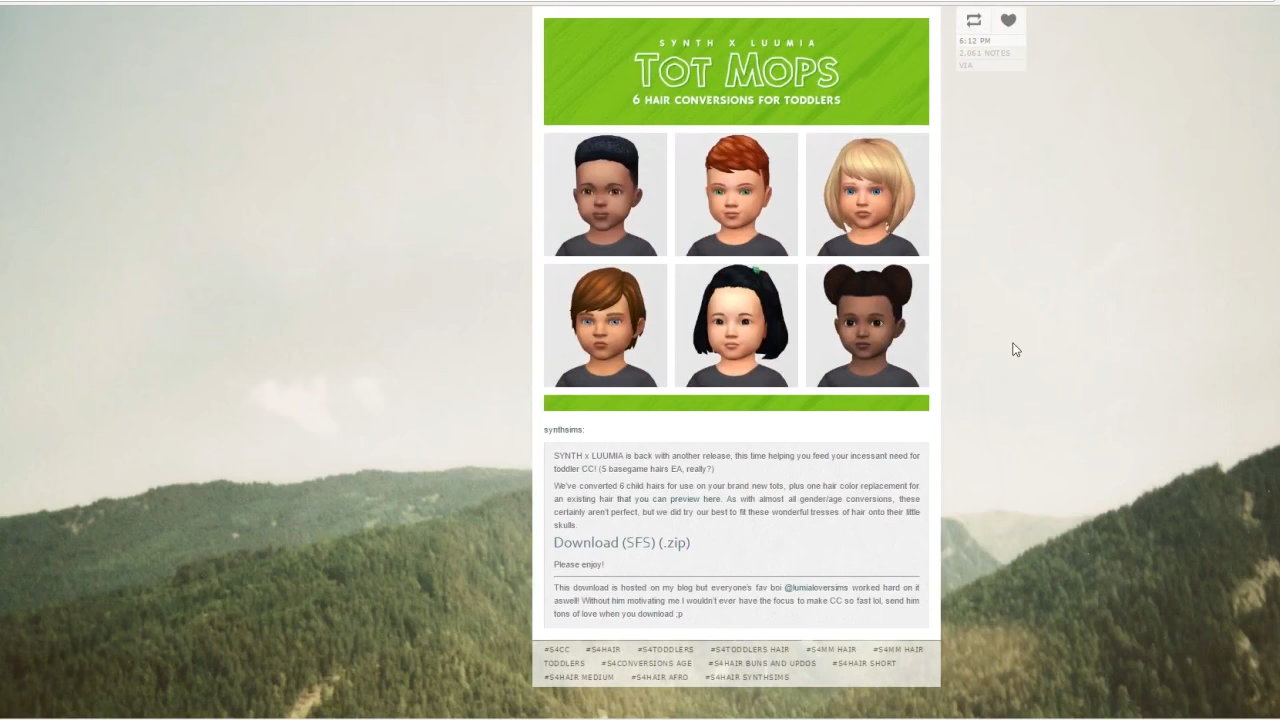 SYNTH X LUUMIA
TOT MOPS
6 HAIR CONVERSIONS FOR TODDLERS
6:12 PM
2,061 NOTES
VIA
synthsims:
SYNTH x LUUMIA is back with another release, this time helping you feed your incessant need for
toddler CC! (5 basegame hairs EA, really?)
We've converted 6 child hairs for use on your brand new tots, plus one hair color replacement for
an existing hair that you can preview here. As with almost all gender/age conversions, these
certainly aren't perfect, but we did try our best to fit these wonderful tresses of hair onto their little
skulls.
Download (SFS) (.zip)
Please enjoy!
This download is hosted on my blog but everyone's fav boi @lumialoversims worked hard on it
aswell! Without him motivating me I wouldn't ever have the focus to make CC so fast lol, send him
tons of love when you download ;p
#S4CC #S4HAIR #S4TODDLERS #S4TODDLERS HAIR #S4MM HAIR #S4MM HAIR
TODDLERS #S4CONVERSIONS AGE #S4HAIR BUNS AND UPDOS #S4HAIR SHORT
#S4HAIR MEDIUM #S4HAIR AFRO #S4HAIR SYNTHSIMS